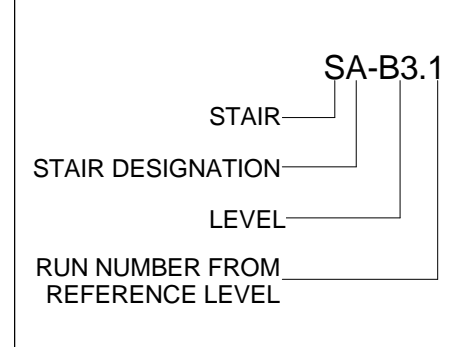 SA-B3.1
STAIR
STAIR DESIGNATION
LEVEL
RUN NUMBER FROM
REFERENCE LEVEL